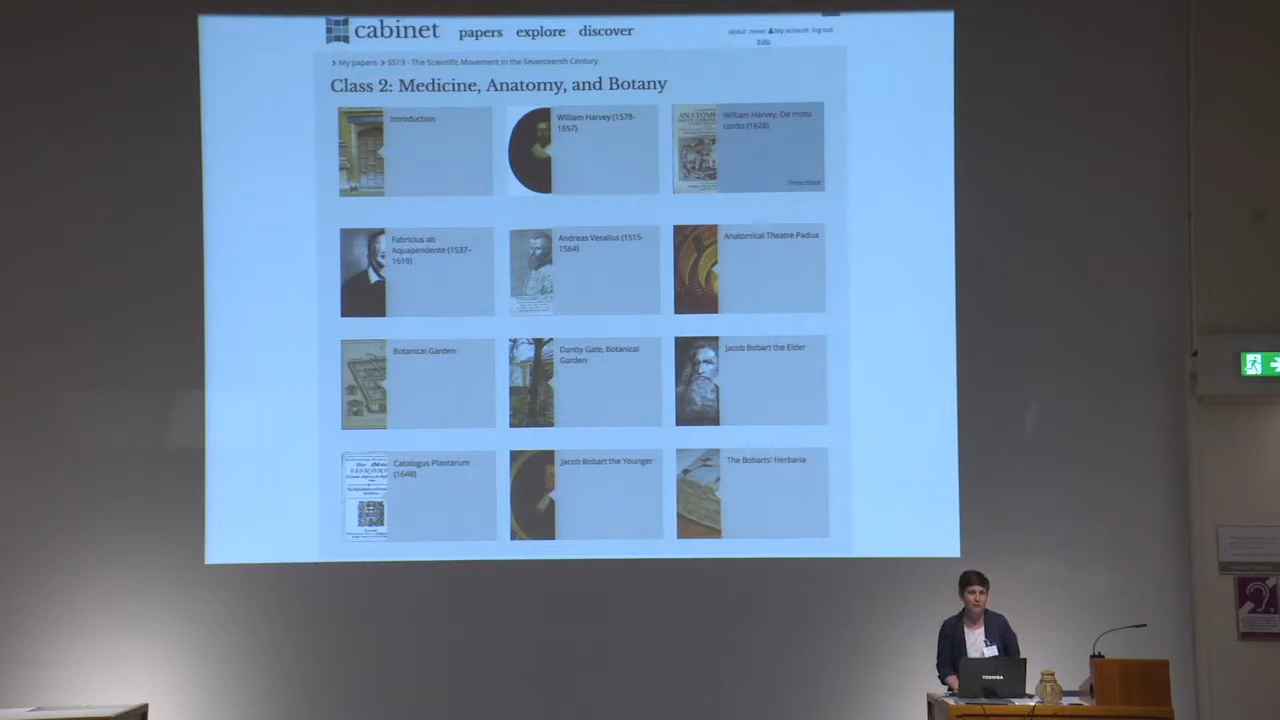 cabinet papers explore discover
about news My account log out
Edit
My papers SS13 - The Scientific Movement in the Seventeenth Century
Class 2: Medicine, Anatomy, and Botany
Introduction
William Harvey (1578-
1657)
William Harvey, De motu
cordis (1628)
Prescribed
Fabricius ab
Aquapendente (1537–
1619)
Andreas Vesalius (1515-
1564)
Anatomical Theatre Padua
Botanical Garden
Danby Gate, Botanical
Garden
Jacob Bobart the Elder
Catalogus Plantarum
(1648)
Jacob Bobart the Younger
The Bobarts' Herbaria
TOSHIBA